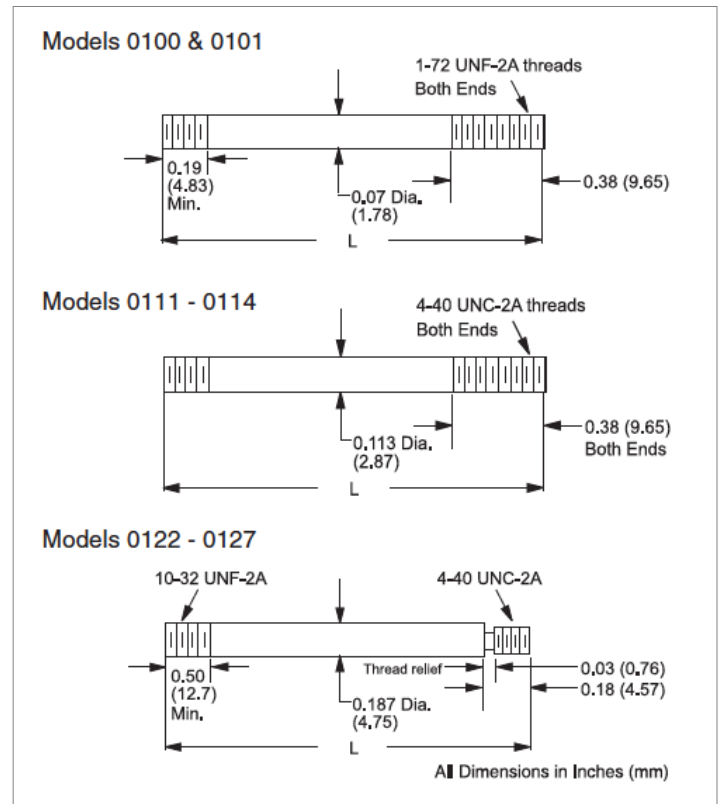 Models 0100 & 0101
1-72 UNF-2A threads
Both Ends
0.19
(4.83)
Min.
0.07 Dia.
(1.78)
0.38 (9.65)
L
Models 0111 - 0114
4-40 UNC-2A threads
Both Ends
0.113 Dia.
(2.87)
0.38 (9.65)
Both Ends
L
Models 0122 - 0127
10-32 UNF-2A
4-40 UNC-2A
Thread relief
0.03 (0.76)
0.18 (4.57)
0.50
(12.7)
Min.
0.187 Dia.
(4.75)
L
All Dimensions in Inches (mm)